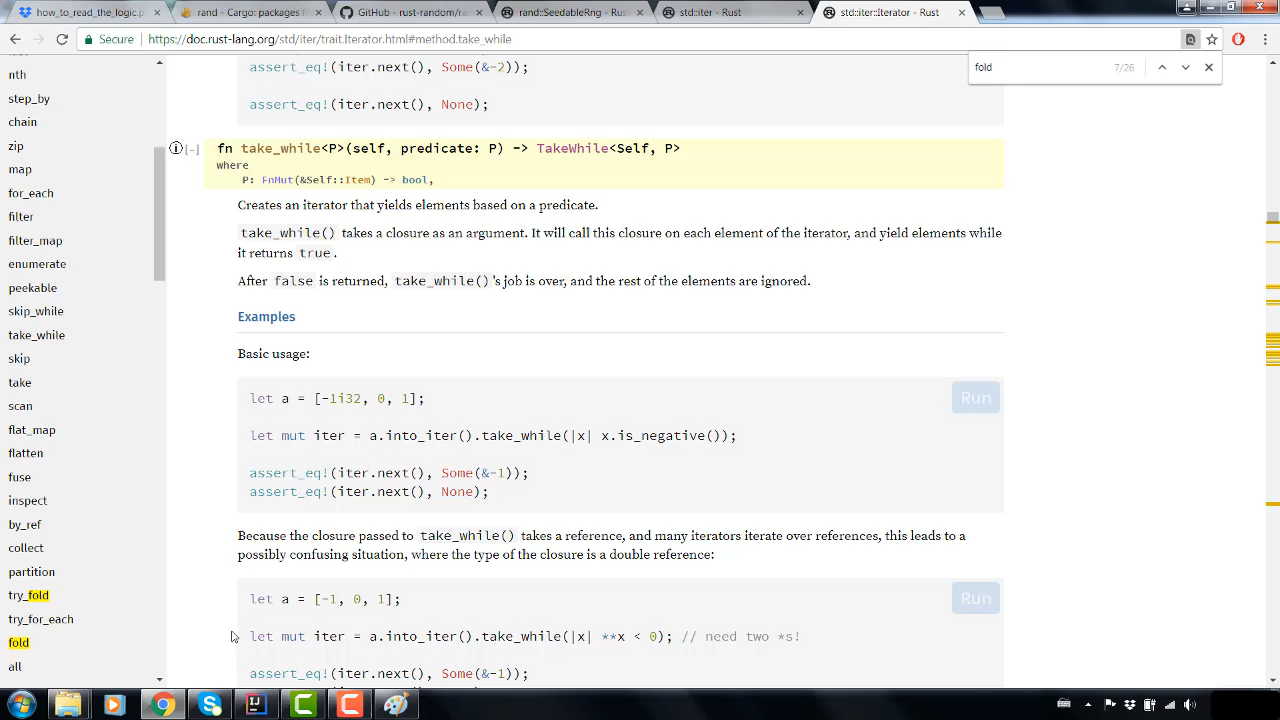 how_to_read_the_logic.p
rand - Cargo: packages f
GitHub - rust-random/ra
rand::SeedableRng - Rus
std::iter - Rust
std::iter::Iterator - Rust
Secure
https://doc.rust-lang.org/std/iter/trait.Iterator.html#method.take_while
fold
7/26
nth
step_by
chain
zip
map
for_each
filter
filter_map
enumerate
peekable
skip_while
take_while
skip
take
scan
flat_map
flatten
fuse
inspect
by_ref
collect
partition
try_fold
try_for_each
fold
all
assert_eq!(iter.next(), Some(&-2));
assert_eq!(iter.next(), None);
[-]
fn take_while<P>(self, predicate: P) -> TakeWhile<Self, P>
where
P: FnMut(&Self::Item) -> bool,
Creates an iterator that yields elements based on a predicate.
take_while() takes a closure as an argument. It will call this closure on each element of the iterator, and yield elements while
it returns true.
After false is returned, take_while()'s job is over, and the rest of the elements are ignored.
Examples
Basic usage:
Run
let a = [-1i32, 0, 1];
let mut iter = a.into_iter().take_while(|x| x.is_negative());
assert_eq!(iter.next(), Some(&-1));
assert_eq!(iter.next(), None);
Because the closure passed to take_while() takes a reference, and many iterators iterate over references, this leads to a
possibly confusing situation, where the type of the closure is a double reference:
Run
let a = [-1, 0, 1];
let mut iter = a.into_iter().take_while(|x| **x < 0); // need two *s!
assert_eq!(iter.next(), Some(&-1));